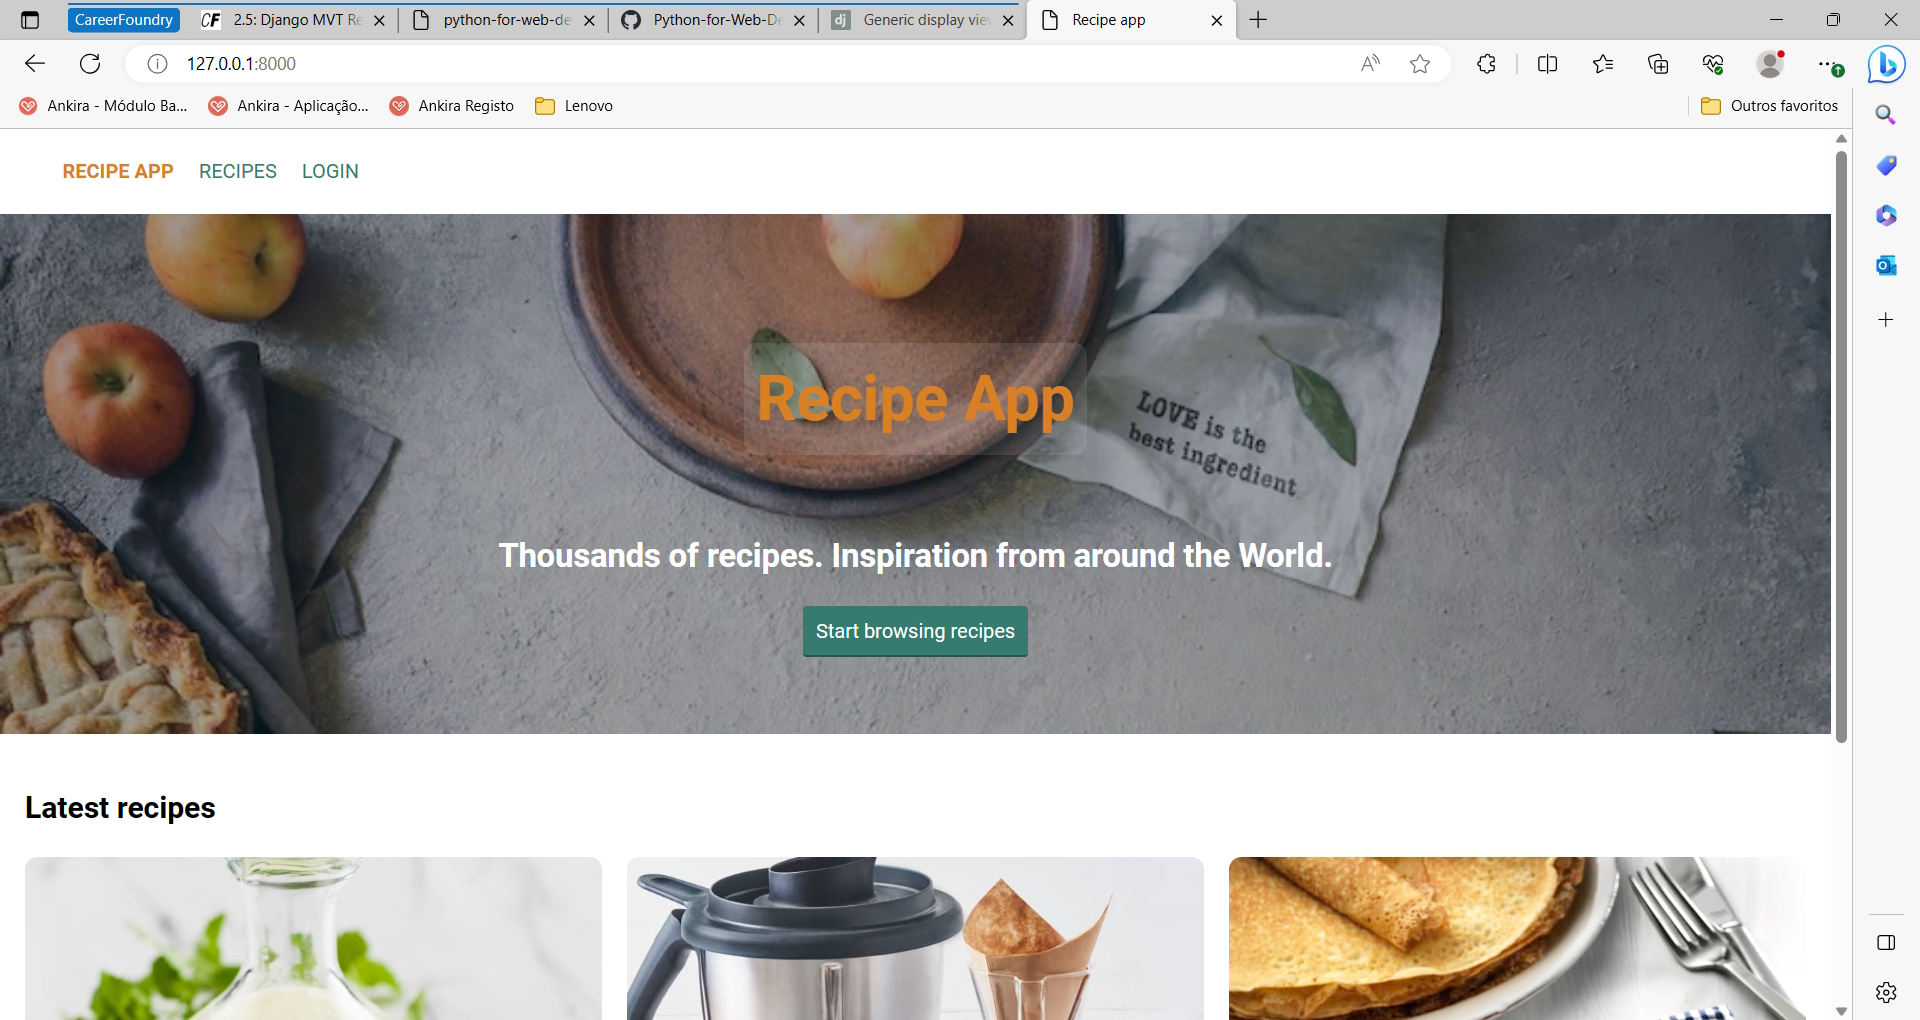 CareerFoundry
CF 2.5: Django MVT Re
python-for-web-de
Python-for-Web-De
dj Generic display vie
Recipe app
127.0.0.1:8000
Ankira - Módulo Ba...
Ankira - Aplicação...
Ankira Registo
Lenovo
Outros favoritos
RECIPE APP
RECIPES
LOGIN
Recipe App
LOVE is the
best ingredient
Thousands of recipes. Inspiration from around the World.
Start browsing recipes
Latest recipes